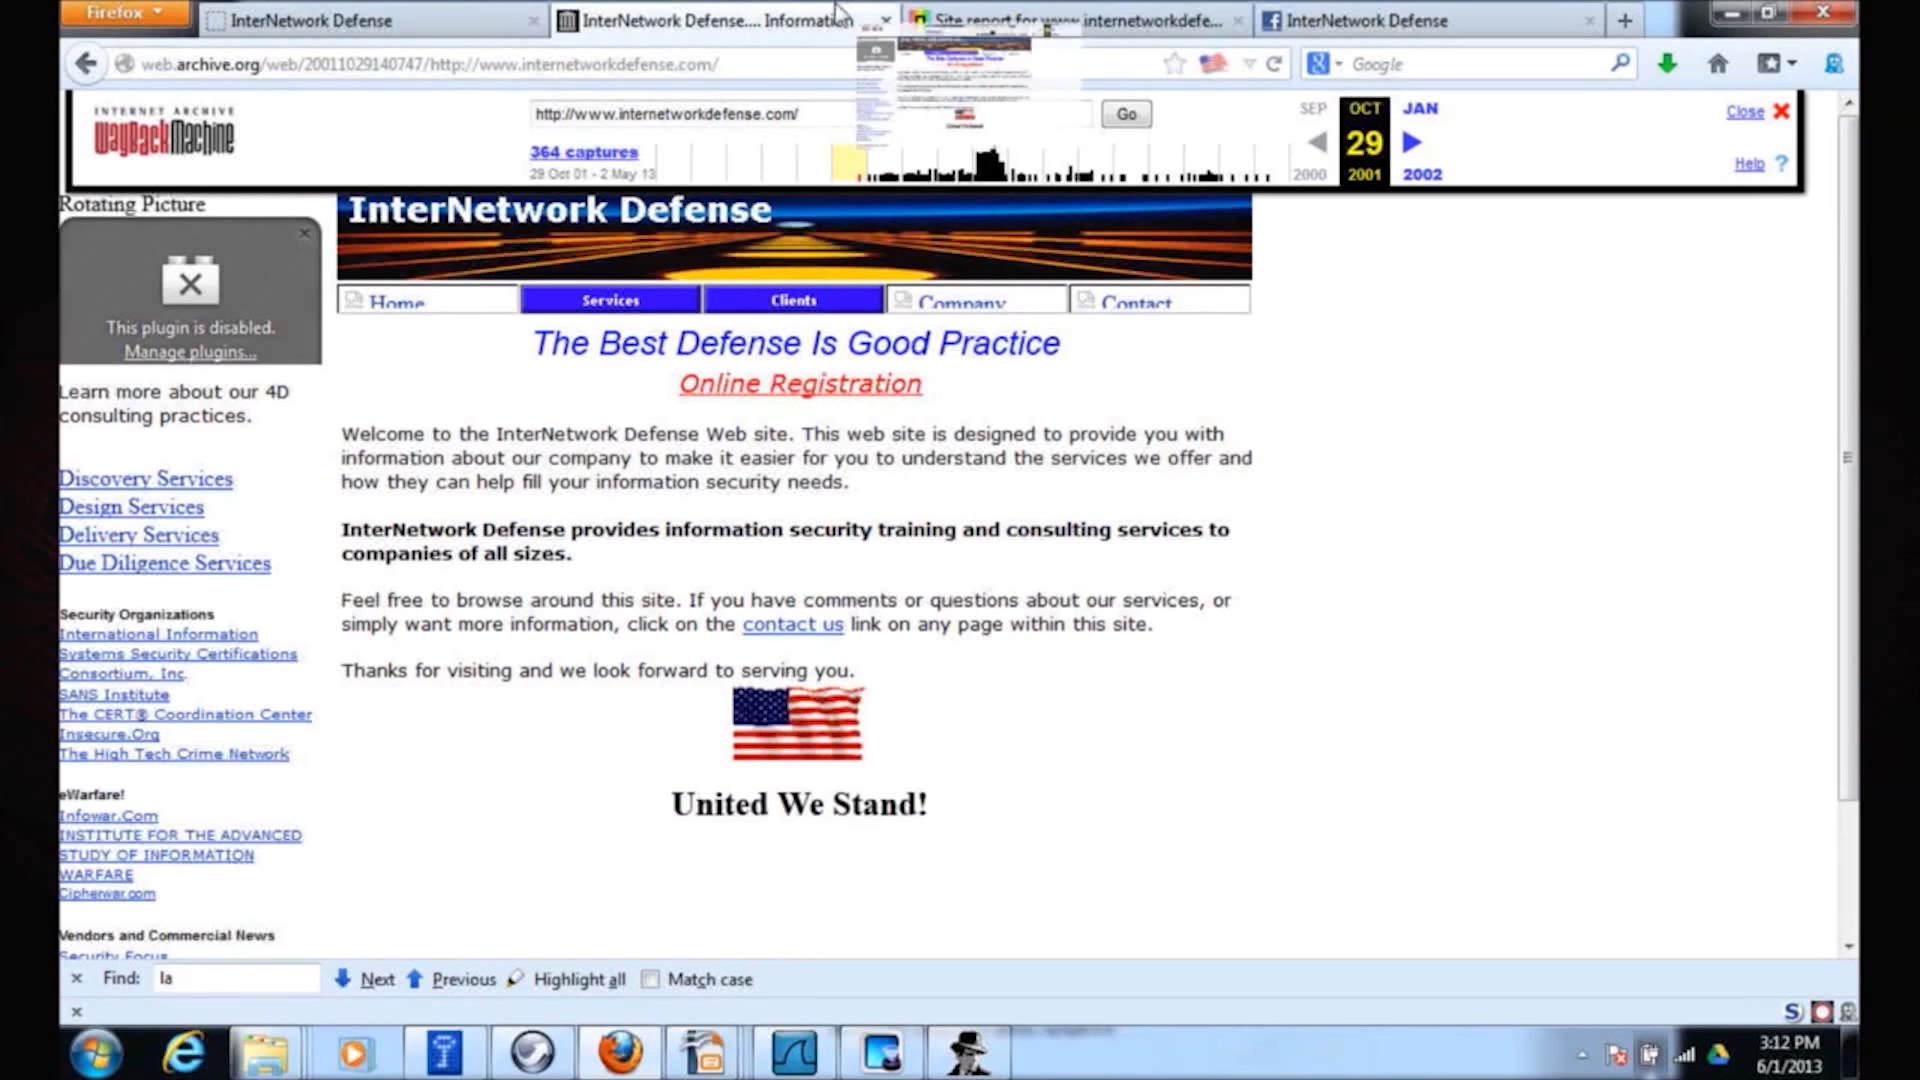 Firefox
InterNetwork Defense
InterNetwork Defense.... Information
Site report for www.internetworkdefe...
InterNetwork Defense
web.archive.org/web/20011029140747/http://www.internetworkdefense.com/
Google
INTERNET ARCHIVE
WayBackMachine
http://www.internetworkdefense.com/
Go
364 captures
29 Oct 01 - 2 May 13
SEP OCT JAN
29
2000 2001 2002
Close
Help ?
Rotating Picture
This plugin is disabled.
Manage plugins...
InterNetwork Defense
Home Services Clients Company Contact
The Best Defense Is Good Practice
Online Registration
Welcome to the InterNetwork Defense Web site. This web site is designed to provide you with
information about our company to make it easier for you to understand the services we offer and
how they can help fill your information security needs.
InterNetwork Defense provides information security training and consulting services to
companies of all sizes.
Feel free to browse around this site. If you have comments or questions about our services, or
simply want more information, click on the contact us link on any page within this site.
Thanks for visiting and we look forward to serving you.
United We Stand!
Learn more about our 4D
consulting practices.
Discovery Services
Design Services
Delivery Services
Due Diligence Services
Security Organizations
International Information
Systems Security Certifications
Consortium, Inc.
SANS Institute
The CERT® Coordination Center
Insecure.Org
The High Tech Crime Network
eWarfare!
Infowar.Com
INSTITUTE FOR THE ADVANCED
STUDY OF INFORMATION
WARFARE
Cipherwar.com
Vendors and Commercial News
Security Focus
Find: la Next Previous Highlight all Match case
3:12 PM
6/1/2013